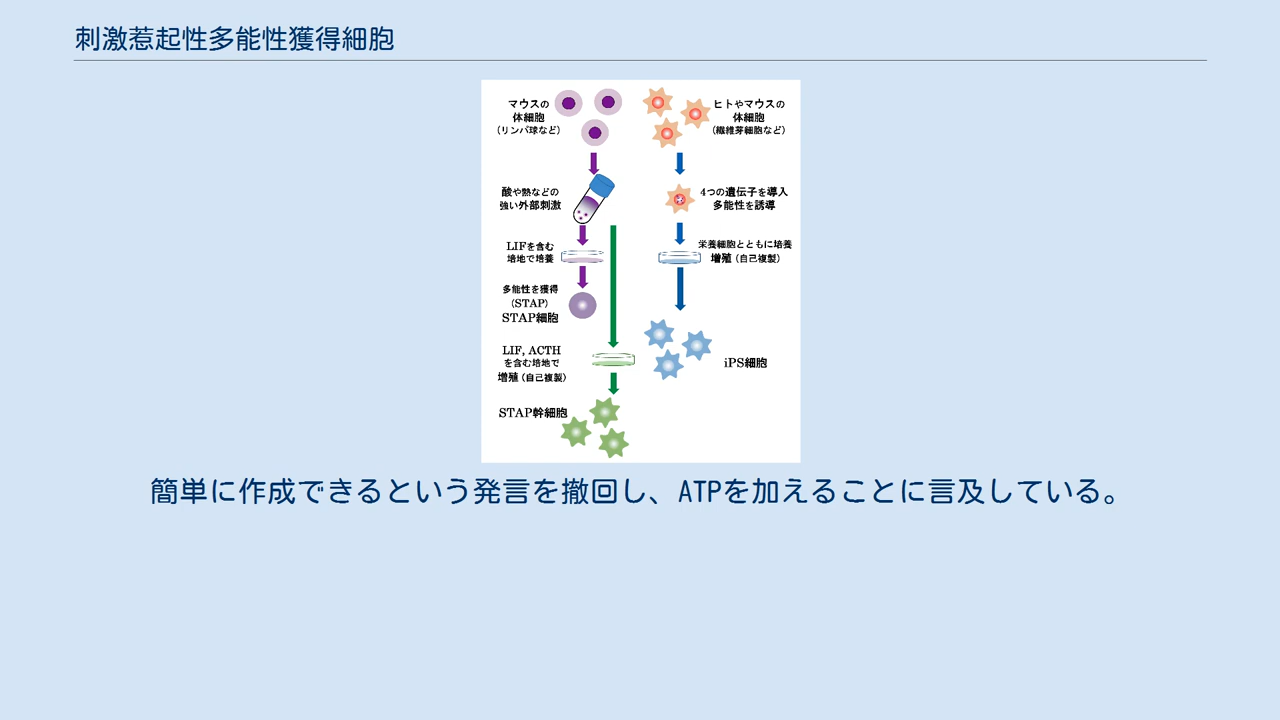 刺激惹起性多能性獲得細胞
マウスの
体細胞
(リンパ球など)
酸や熱などの
強い外部刺激
LIFを含む
培地で培養
多能性を獲得
(STAP)
STAP細胞
LIF, ACTH
を含む培地で
増殖 (自己複製)
STAP幹細胞
ヒトやマウスの
体細胞
(繊維芽細胞など)
4つの遺伝子を導入
多能性を誘導
栄養細胞とともに培養
増殖 (自己複製)
iPS細胞
簡単に作成できるという発言を撤回し、ATPを加えることに言及している。